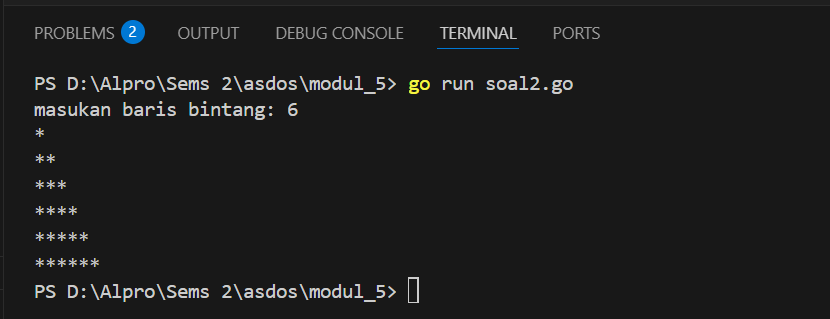 PROBLEMS 2 OUTPUT DEBUG CONSOLE TERMINAL PORTS
PS D:\Alpro\Sems 2\asdos\modul_5> go run soal2.go
masukan baris bintang: 6
*
**
***
****
*****
******
PS D:\Alpro\Sems 2\asdos\modul_5>